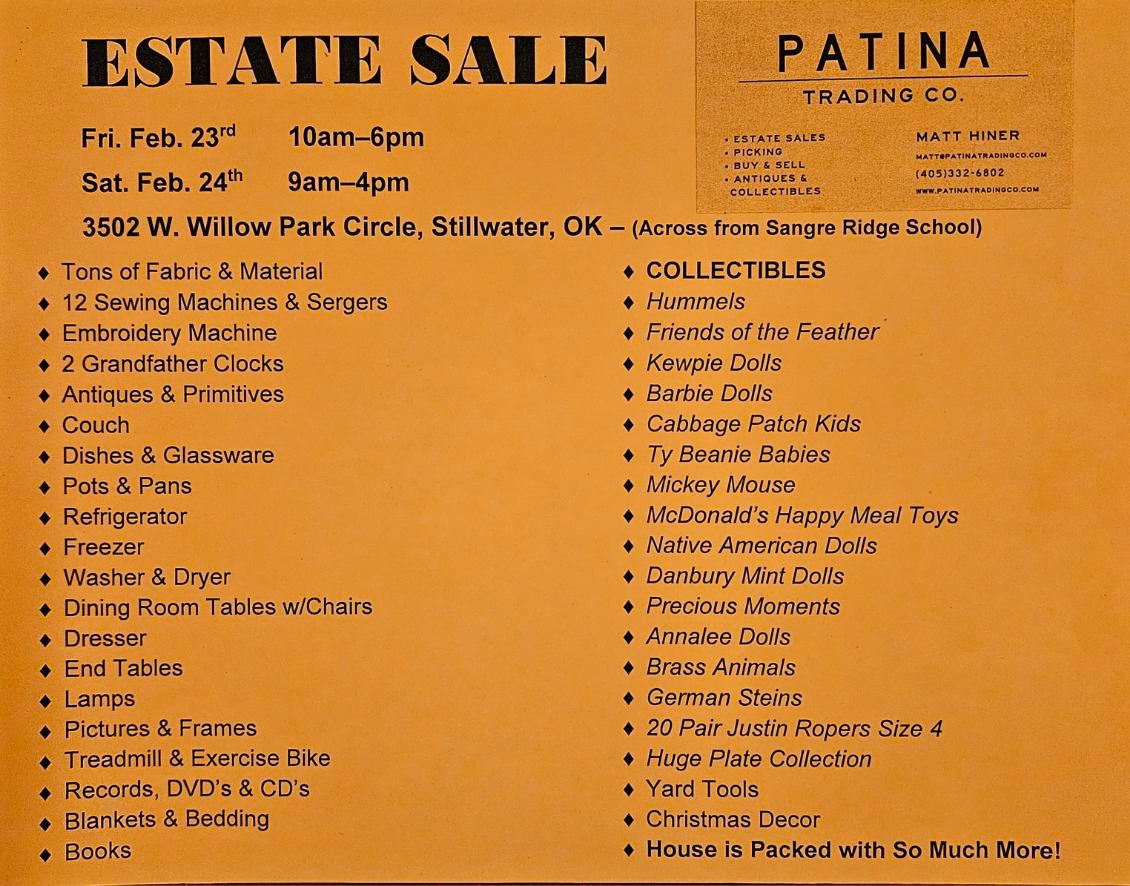 ESTATE SALE
PATINA
TRADING CO.
• ESTATE SALES
• PICKING
• BUY & SELL
• ANTIQUES &
COLLECTIBLES
MATT HINER
MATT@PATINATRADINGCO.COM
(405)332-6802
WWW.PATINATRADINGCO.COM
Fri. Feb. 23rd 10am–6pm
Sat. Feb. 24th 9am–4pm
3502 W. Willow Park Circle, Stillwater, OK – (Across from Sangre Ridge School)
♦ Tons of Fabric & Material
♦ 12 Sewing Machines & Sergers
♦ Embroidery Machine
♦ 2 Grandfather Clocks
♦ Antiques & Primitives
♦ Couch
♦ Dishes & Glassware
♦ Pots & Pans
♦ Refrigerator
♦ Freezer
♦ Washer & Dryer
♦ Dining Room Tables w/Chairs
♦ Dresser
♦ End Tables
♦ Lamps
♦ Pictures & Frames
♦ Treadmill & Exercise Bike
♦ Records, DVD's & CD's
♦ Blankets & Bedding
♦ Books
♦ COLLECTIBLES
♦ Hummels
♦ Friends of the Feather
♦ Kewpie Dolls
♦ Barbie Dolls
♦ Cabbage Patch Kids
♦ Ty Beanie Babies
♦ Mickey Mouse
♦ McDonald's Happy Meal Toys
♦ Native American Dolls
♦ Danbury Mint Dolls
♦ Precious Moments
♦ Annalee Dolls
♦ Brass Animals
♦ German Steins
♦ 20 Pair Justin Ropers Size 4
♦ Huge Plate Collection
♦ Yard Tools
♦ Christmas Decor
♦ House is Packed with So Much More!